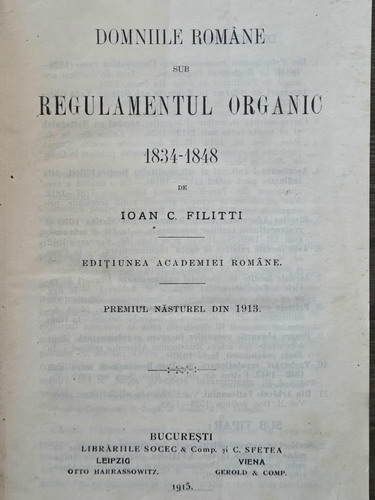 DOMNIILE ROMÂNE
SUB
REGULAMENTUL ORGANIC
1834-1848
DE
IOAN C. FILITTI
EDIȚIUNEA ACADEMIEI ROMÂNE.
PREMIUL NĂSTUREL DIN 1913.
BUCUREȘTI
LIBRĂRIILE SOCEC & Comp. și C. SFETEA
LEIPZIG VIENA
OTTO HARRASSOWITZ. GEROLD & COMP.
1915.